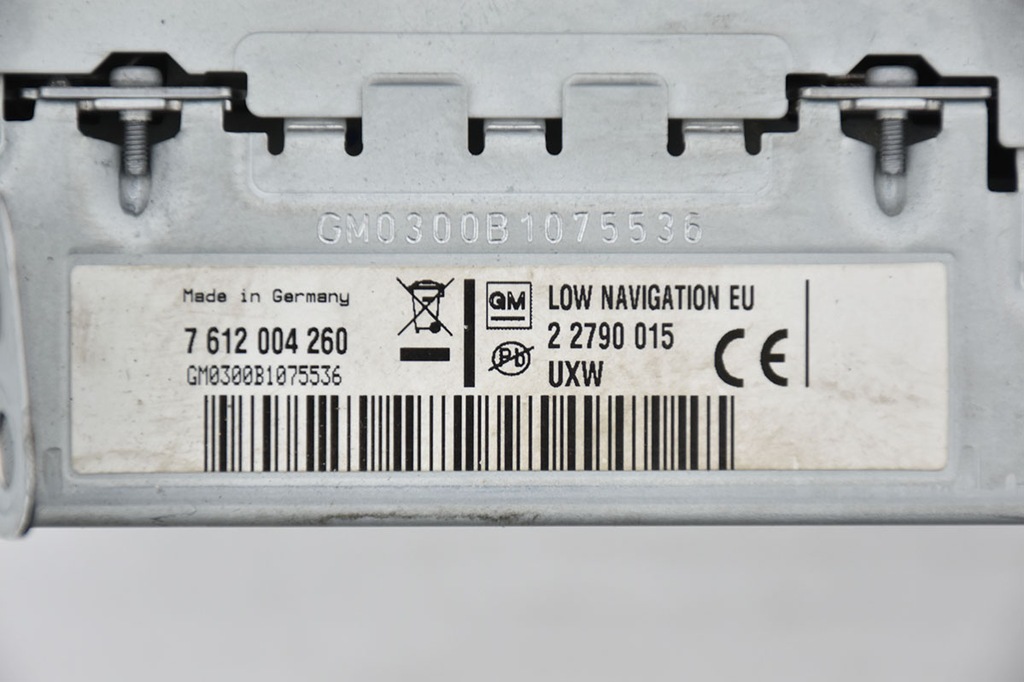 GM0300B1075536
Made in Germany
7 612 004 260
GM0300B1075536
GM
LOW NAVIGATION EU
2 2790 015
Pb
UXW
CE